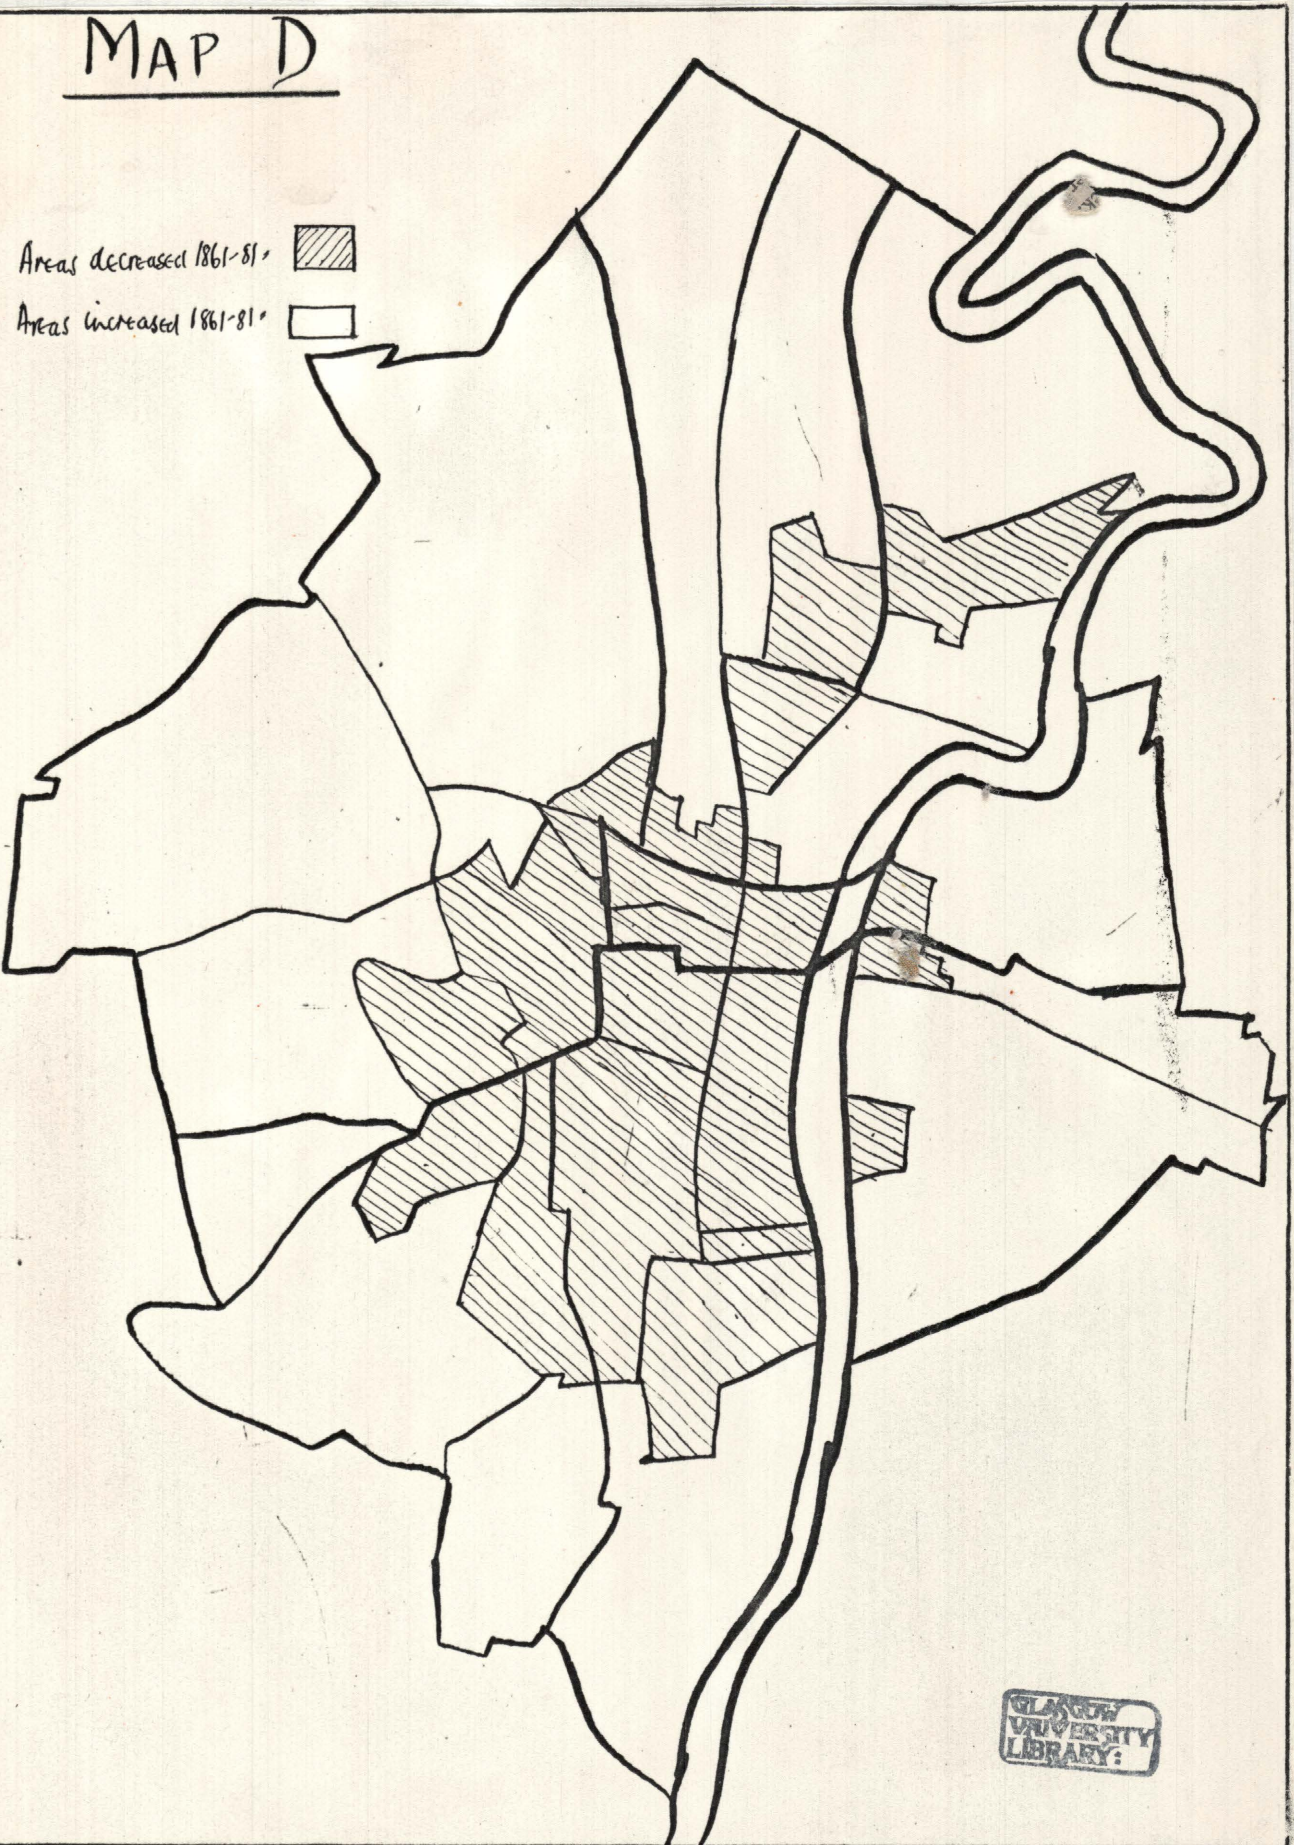 MAP D
Areas decreased 1861-81.
Areas increased 1861-81.
GLASGOW
UNIVERSITY
LIBRARY: